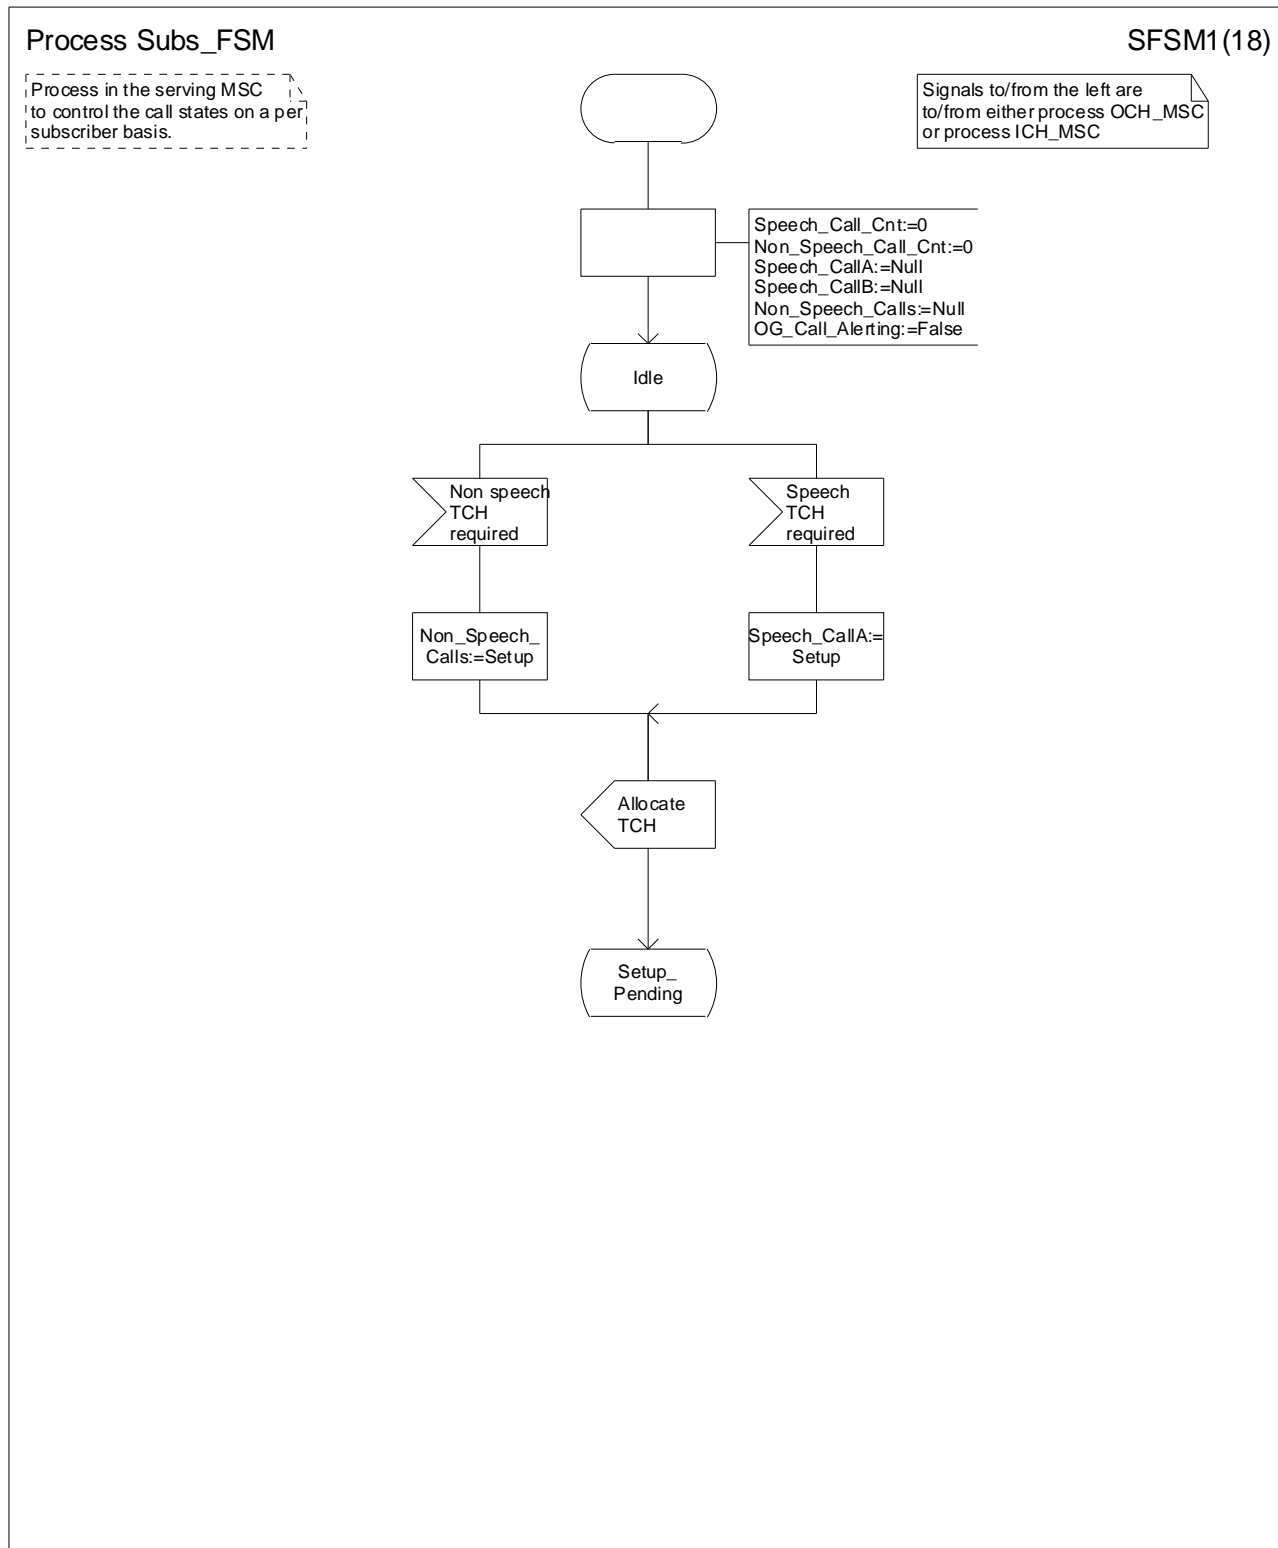 Process Subs_FSM
SFSM1(18)
Process in the serving MSC
to control the call states on a per
subscriber basis.
Signals to/from the left are
to/from either process OCH_MSC
or process ICH_MSC
Speech_Call_Cnt:=0
Non_Speech_Call_Cnt:=0
Speech_CallA:=Null
Speech_CallB:=Null
Non_Speech_Calls:=Null
OG_Call_Alerting:=False
Idle
Non speech
TCH
required
Speech
TCH
required
Non_Speech_
Calls:=Setup
Speech_CallA:=
Setup
Allocate
TCH
Setup_
Pending